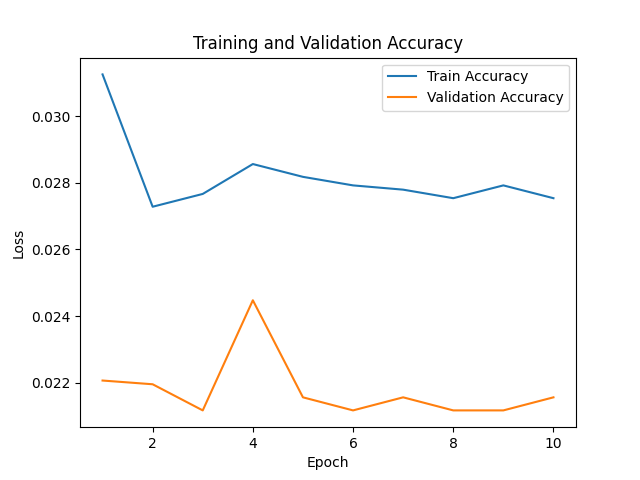 Training and Validation Accuracy
Train Accuracy
Validation Accuracy
0.030
0.028
0.026
0.024
0.022
Loss
2
4
6
8
10
Epoch